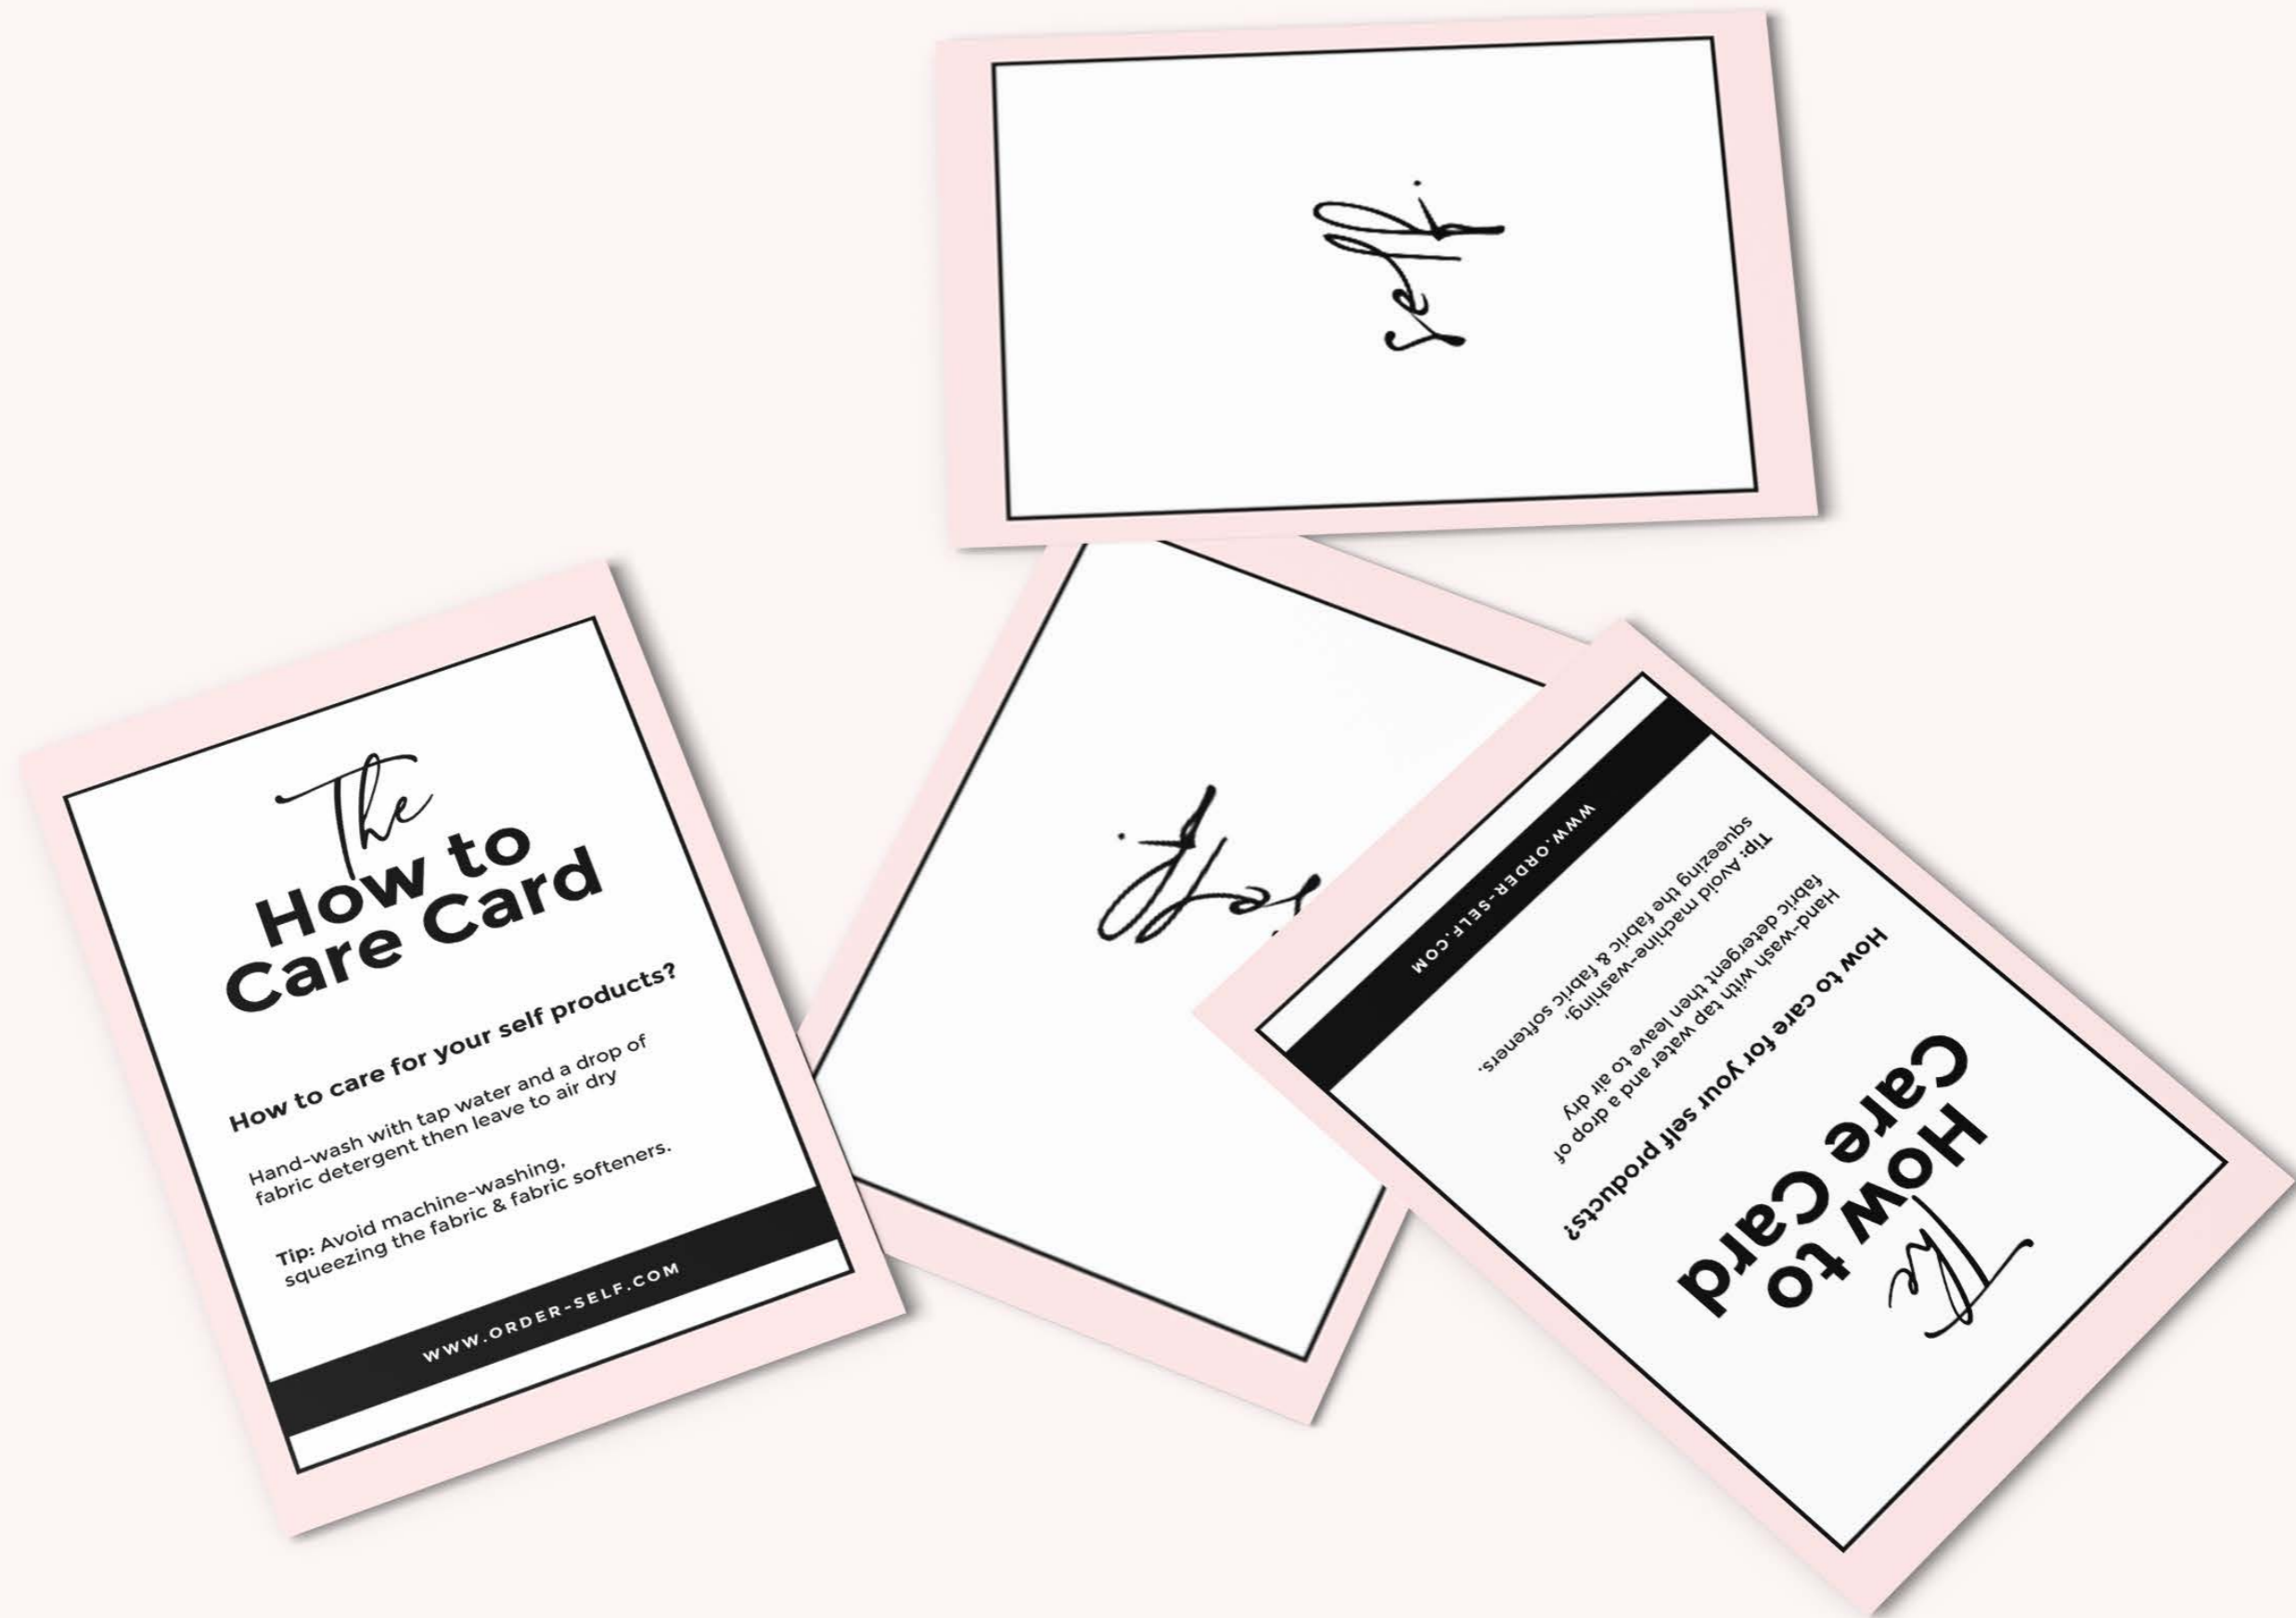 self.
The
How to
Care Card
How to care for your self products?
Hand-wash with tap water and a drop of
fabric detergent then leave to air dry
Tip: Avoid machine-washing,
squeezing the fabric & fabric softeners.
WWW.ORDER-SELF.COM
self.
The
How to
Care Card
How to care for your self products?
Hand-wash with tap water and a drop of
fabric detergent then leave to air dry
Tip: Avoid machine-washing,
squeezing the fabric & fabric softeners.
WWW.ORDER-SELF.COM